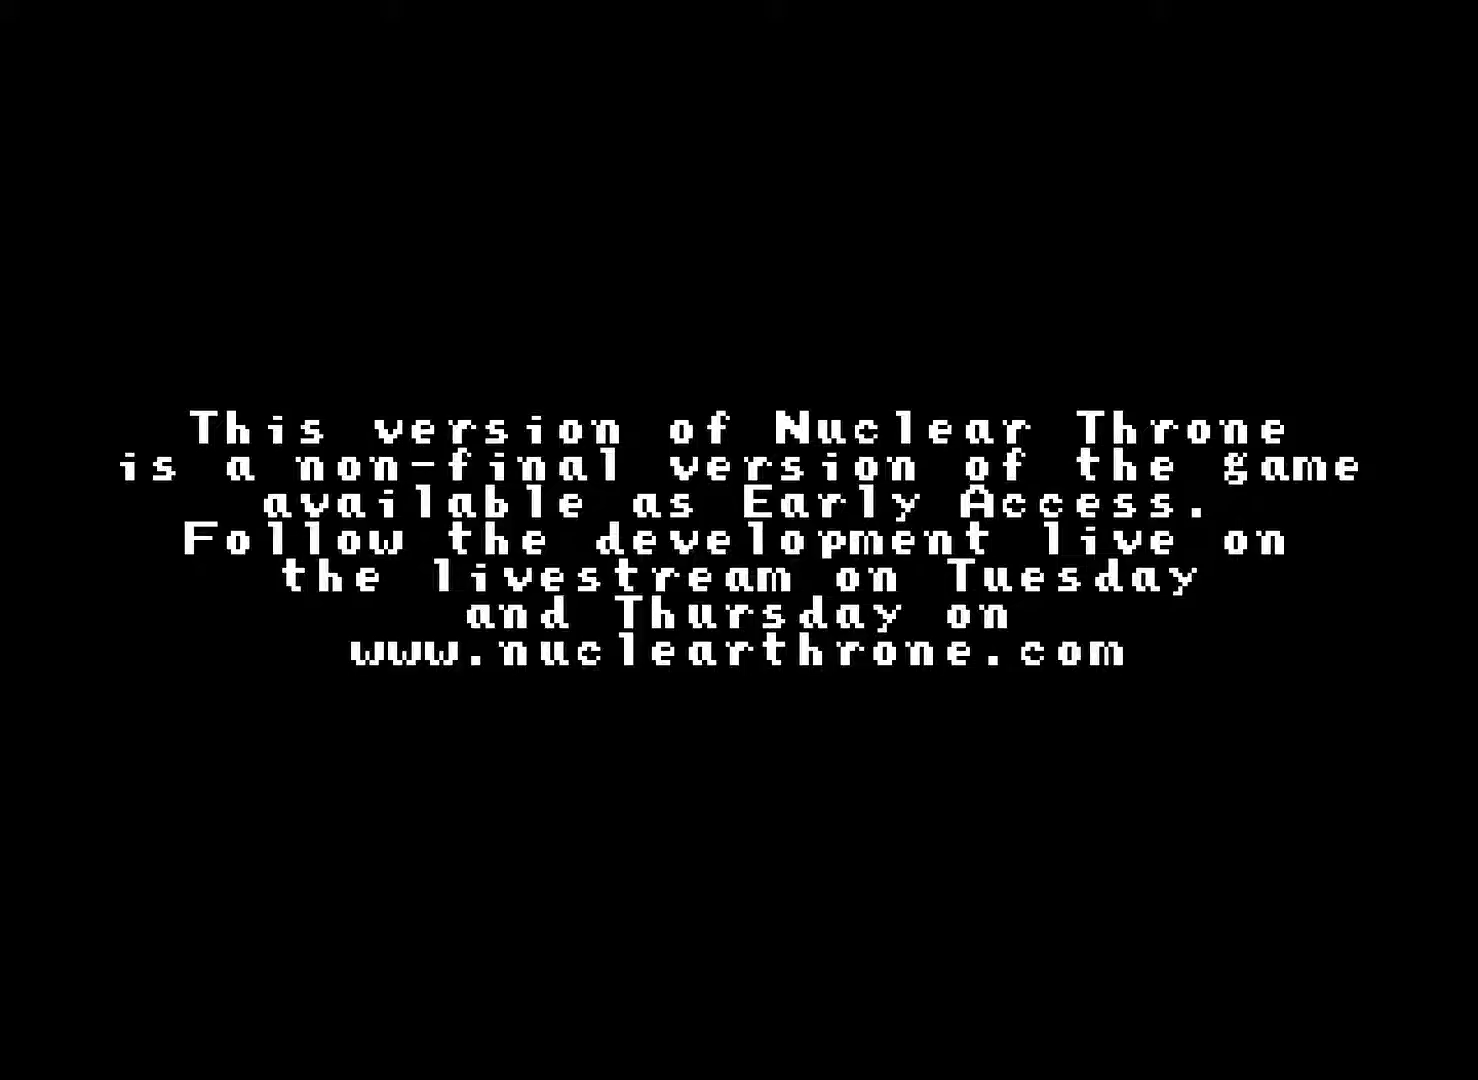 This version of Nuclear Throne
is a non-final version of the game
available as Early Access.
Follow the development live on
the livestream on Tuesday
and Thursday on
www.nuclearthrone.com